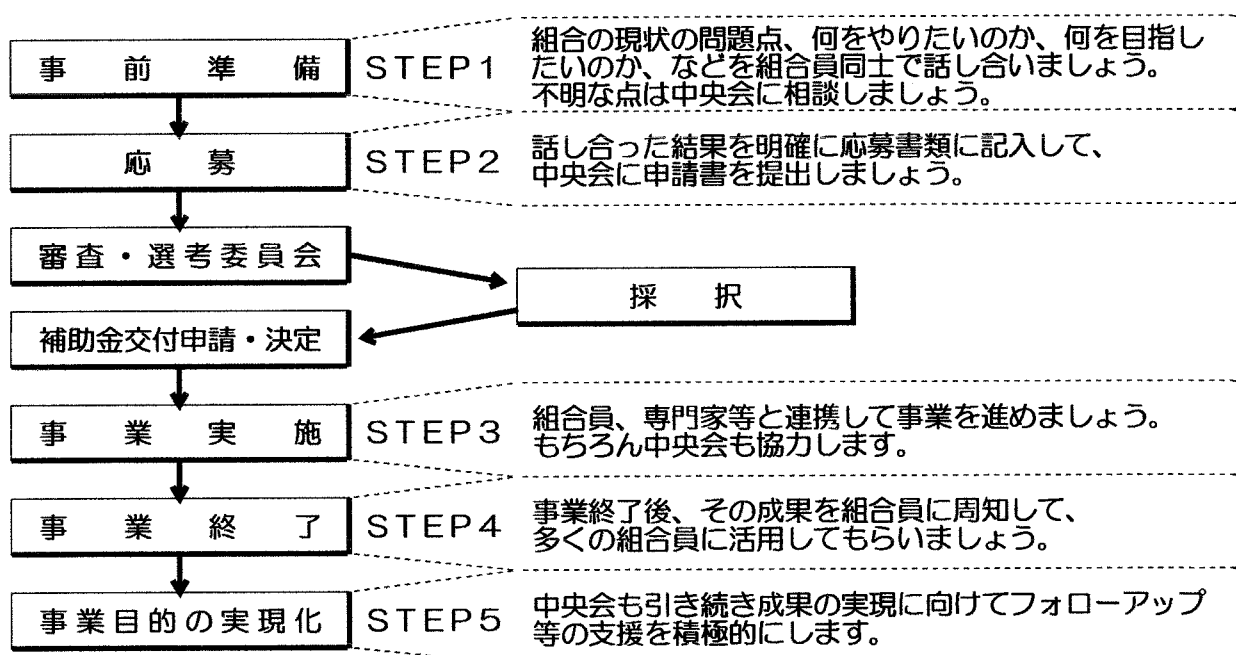 事前準備
STEP1
組合の現状の問題点、何をやりたいのか、何を目指し
たいのか、などを組合員同士で話し合いましょう。
不明な点は中央会に相談しましょう。
応募
STEP2
話し合った結果を明確に応募書類に記入して、
中央会に申請書を提出しましょう。
審査・選考委員会
採択
補助金交付申請・決定
事業実施
STEP3
組合員、専門家等と連携して事業を進めましょう。
もちろん中央会も協力します。
事業終了
STEP4
事業終了後、その成果を組合員に周知して、
多くの組合員に活用してもらいましょう。
事業目的の実現化
STEP5
中央会も引き続き成果の実現に向けてフォローアップ
等の支援を積極的にします。